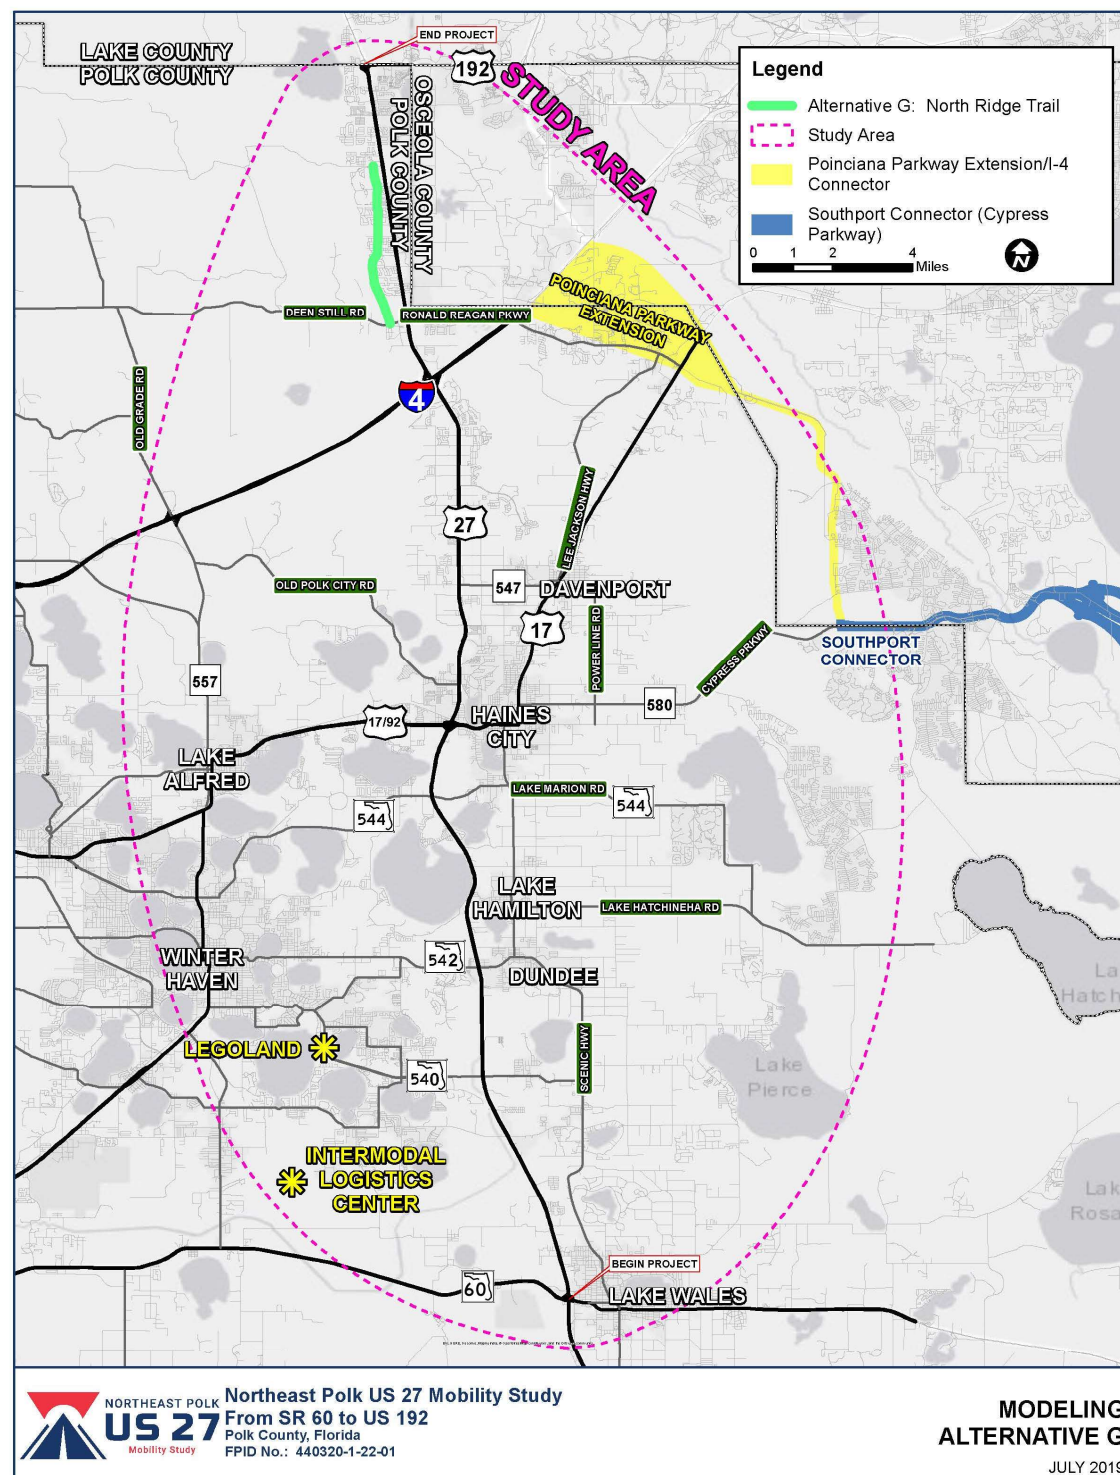 END PROJECT
LAKE COUNTY
POLK COUNTY
192
STUDY AREA
OSCEOLA COUNTY
POLK COUNTY
Legend
Alternative G: North Ridge Trail
Study Area
Poinciana Parkway Extension/I-4
Connector
Southport Connector (Cypress
Parkway)
0 1 2 4
Miles
N
POINCIANA PARKWAY
EXTENSION
DEEN STILL RD
RONALD REAGAN PKWY
4
OLD GRADE RD
27
LEE JACKSON HWY
OLD POLK CITY RD
547
DAVENPORT
17
POWER LINE RD
CYPRESS PRKWY
SOUTHPORT
CONNECTOR
557
580
17/92
HAINES
CITY
LAKE
ALFRED
LAKE MARION RD
544
544
LAKE
HAMILTON
LAKE HATCHINEHA RD
WINTER
HAVEN
542
DUNDEE
La
Hatch
LEGOLAND
540
SCENIC HWY
Lake
Pierce
INTERMODAL
LOGISTICS
CENTER
Lak
Rosa
BEGIN PROJECT
60
LAKE WALES
NORTHEAST POLK
US 27
Mobility Study
Northeast Polk US 27 Mobility Study
From SR 60 to US 192
Polk County, Florida
FPID No.: 440320-1-22-01
MODELING
ALTERNATIVE G
JULY 2019